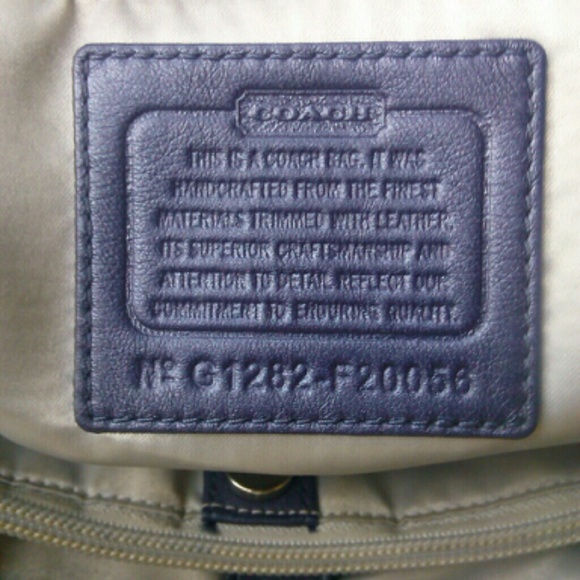 COACH
THIS IS A COACH BAG. IT WAS
HANDCRAFTED FROM THE FINEST
MATERIALS TRIMMED WITH LEATHER.
ITS SUPERIOR CRAFTSMANSHIP AND
ATTENTION TO DETAIL REFLECT OUR
COMMITMENT TO ENDURING QUALITY.
Nº G1282-F20056